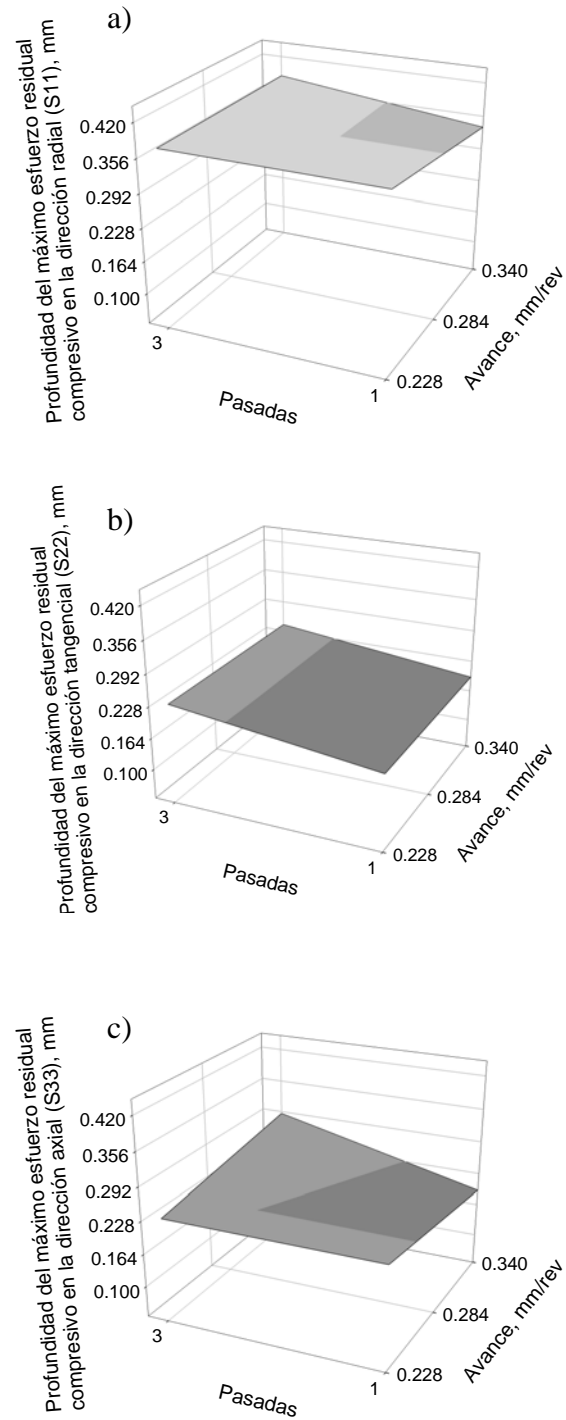 a)
Profundidad del máximo esfuerzo residual
compresivo en la dirección radial (S11), mm
0.420
0.356
0.292
0.228
0.164
0.100
3
Pasadas
1
0.228
0.284
0.340
Avance, mm/rev
b)
Profundidad del máximo esfuerzo residual
compresivo en la dirección tangencial (S22), mm
0.420
0.356
0.292
0.228
0.164
0.100
3
Pasadas
1
0.228
0.284
0.340
Avance, mm/rev
c)
Profundidad del máximo esfuerzo residual
compresivo en la dirección axial (S33), mm
0.420
0.356
0.292
0.228
0.164
0.100
3
Pasadas
1
0.228
0.284
0.340
Avance, mm/rev